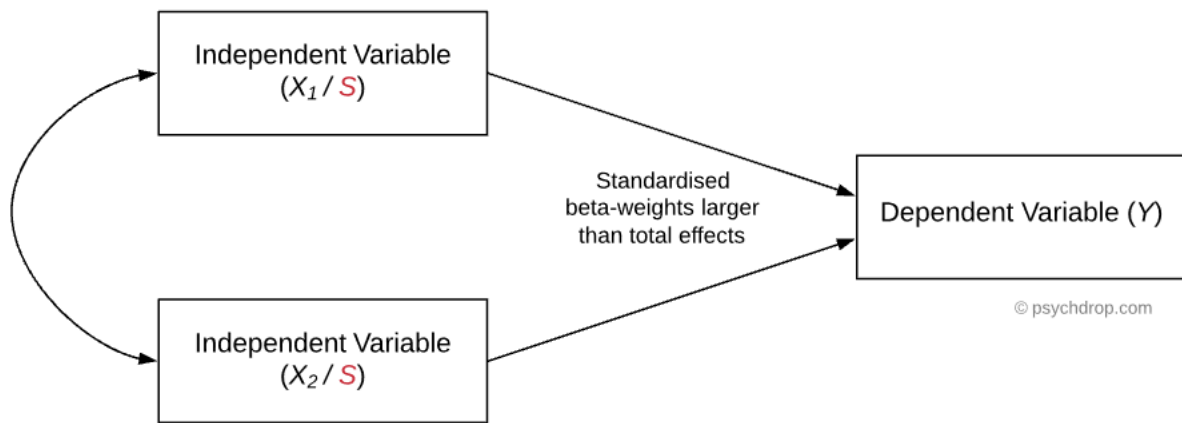 Independent Variable
(X₁ / S)
Standardised
beta-weights larger
than total effects
Dependent Variable (Y)
Independent Variable
(X₂ / S)
© psychdrop.com